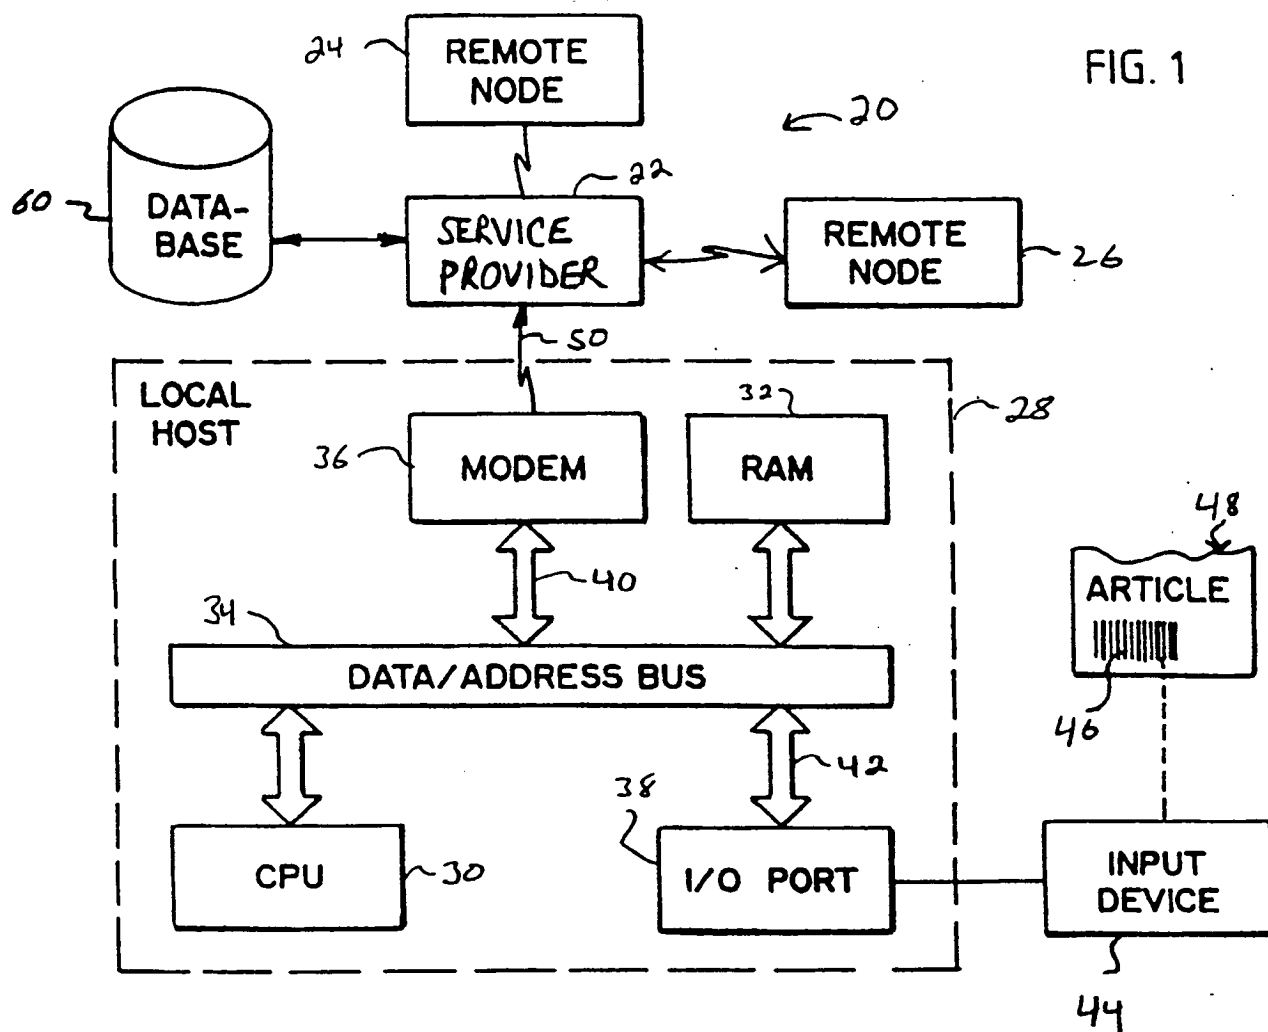 24
REMOTE
NODE
FIG. 1
20
60
DATA-
BASE
22
SERVICE
PROVIDER
REMOTE
NODE
26
50
LOCAL
HOST
28
36
MODEM
32
RAM
40
48
ARTICLE
46
34
DATA/ADDRESS BUS
42
38
CPU
30
I/O PORT
INPUT
DEVICE
44